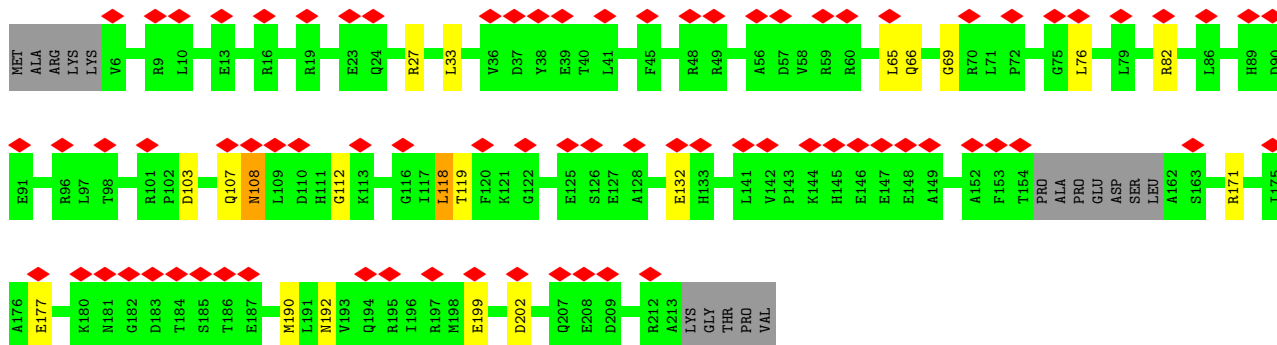 MET ALA ARG LYS LYS V6 R9 L10 E13 R16 R19 E23 Q24 R27 L33 V36 D37 Y38 E39 T40 L41 F45 R48 R49 A56 D57 V58 R59 R60 L65 Q66 G69 R70 L71 P72 G75 L76 L79 R82 L86 H89 D90
E91 R96 L97 T98 R101 P102 D103 Q107 N108 L109 D110 H111 G112 K113 G116 I117 L118 T119 F120 K121 G122 E125 S126 E127 A128 E132 H133 L141 V142 P143 K144 H145 E146 E147 E148 A149 A152 F153 T154 PRO ALA PRO GLU ASP SER LEU A162 S163 R171 I175
A176 E177 K180 N181 G182 D183 T184 S185 T186 E187 M190 L191 N192 V193 Q194 R195 I196 R197 M198 E199 D202 Q207 E208 D209 R212 A213 LYS GLY THR PRO VAL